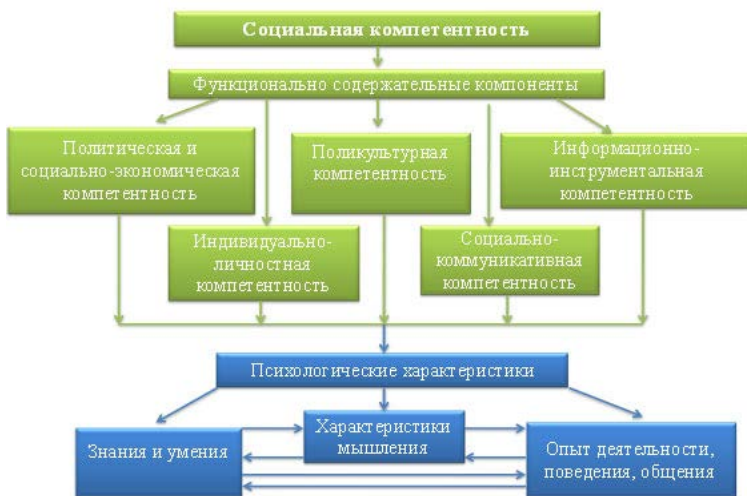 Социальная компетентность
Функционально содержательные компоненты
Политическая и
социально-экономическая
компетентность
Поликультурная
компетентность
Информационно-
инструментальная
компетентность
Индивидуально-
личностная
компетентность
Социально-
коммуникативная
компетентность
Психологические характеристики
Знания и умения
Характеристики
мышления
Опыт деятельности,
поведения, общения